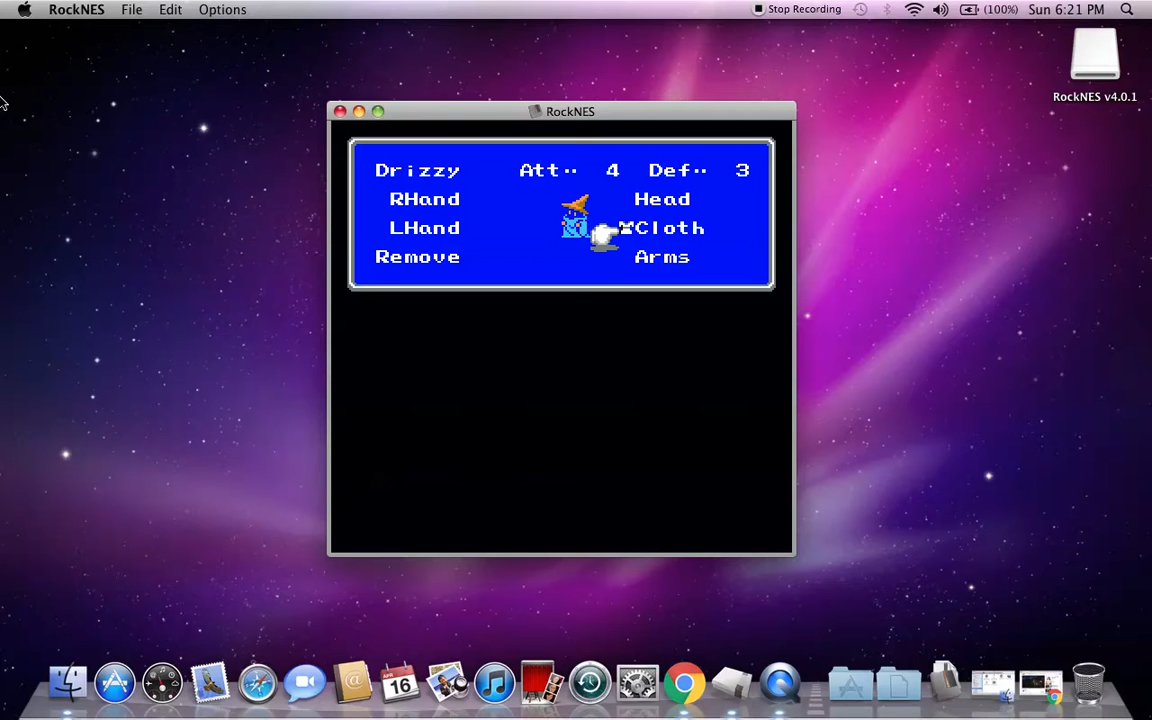 RockNES File Edit Options Stop Recording (100%) Sun 6:21 PM
RockNES v4.0.1
RockNES
Drizzy Att‥ 4 Def‥ 3
RHand Head
LHand Cloth
Remove Arms
16